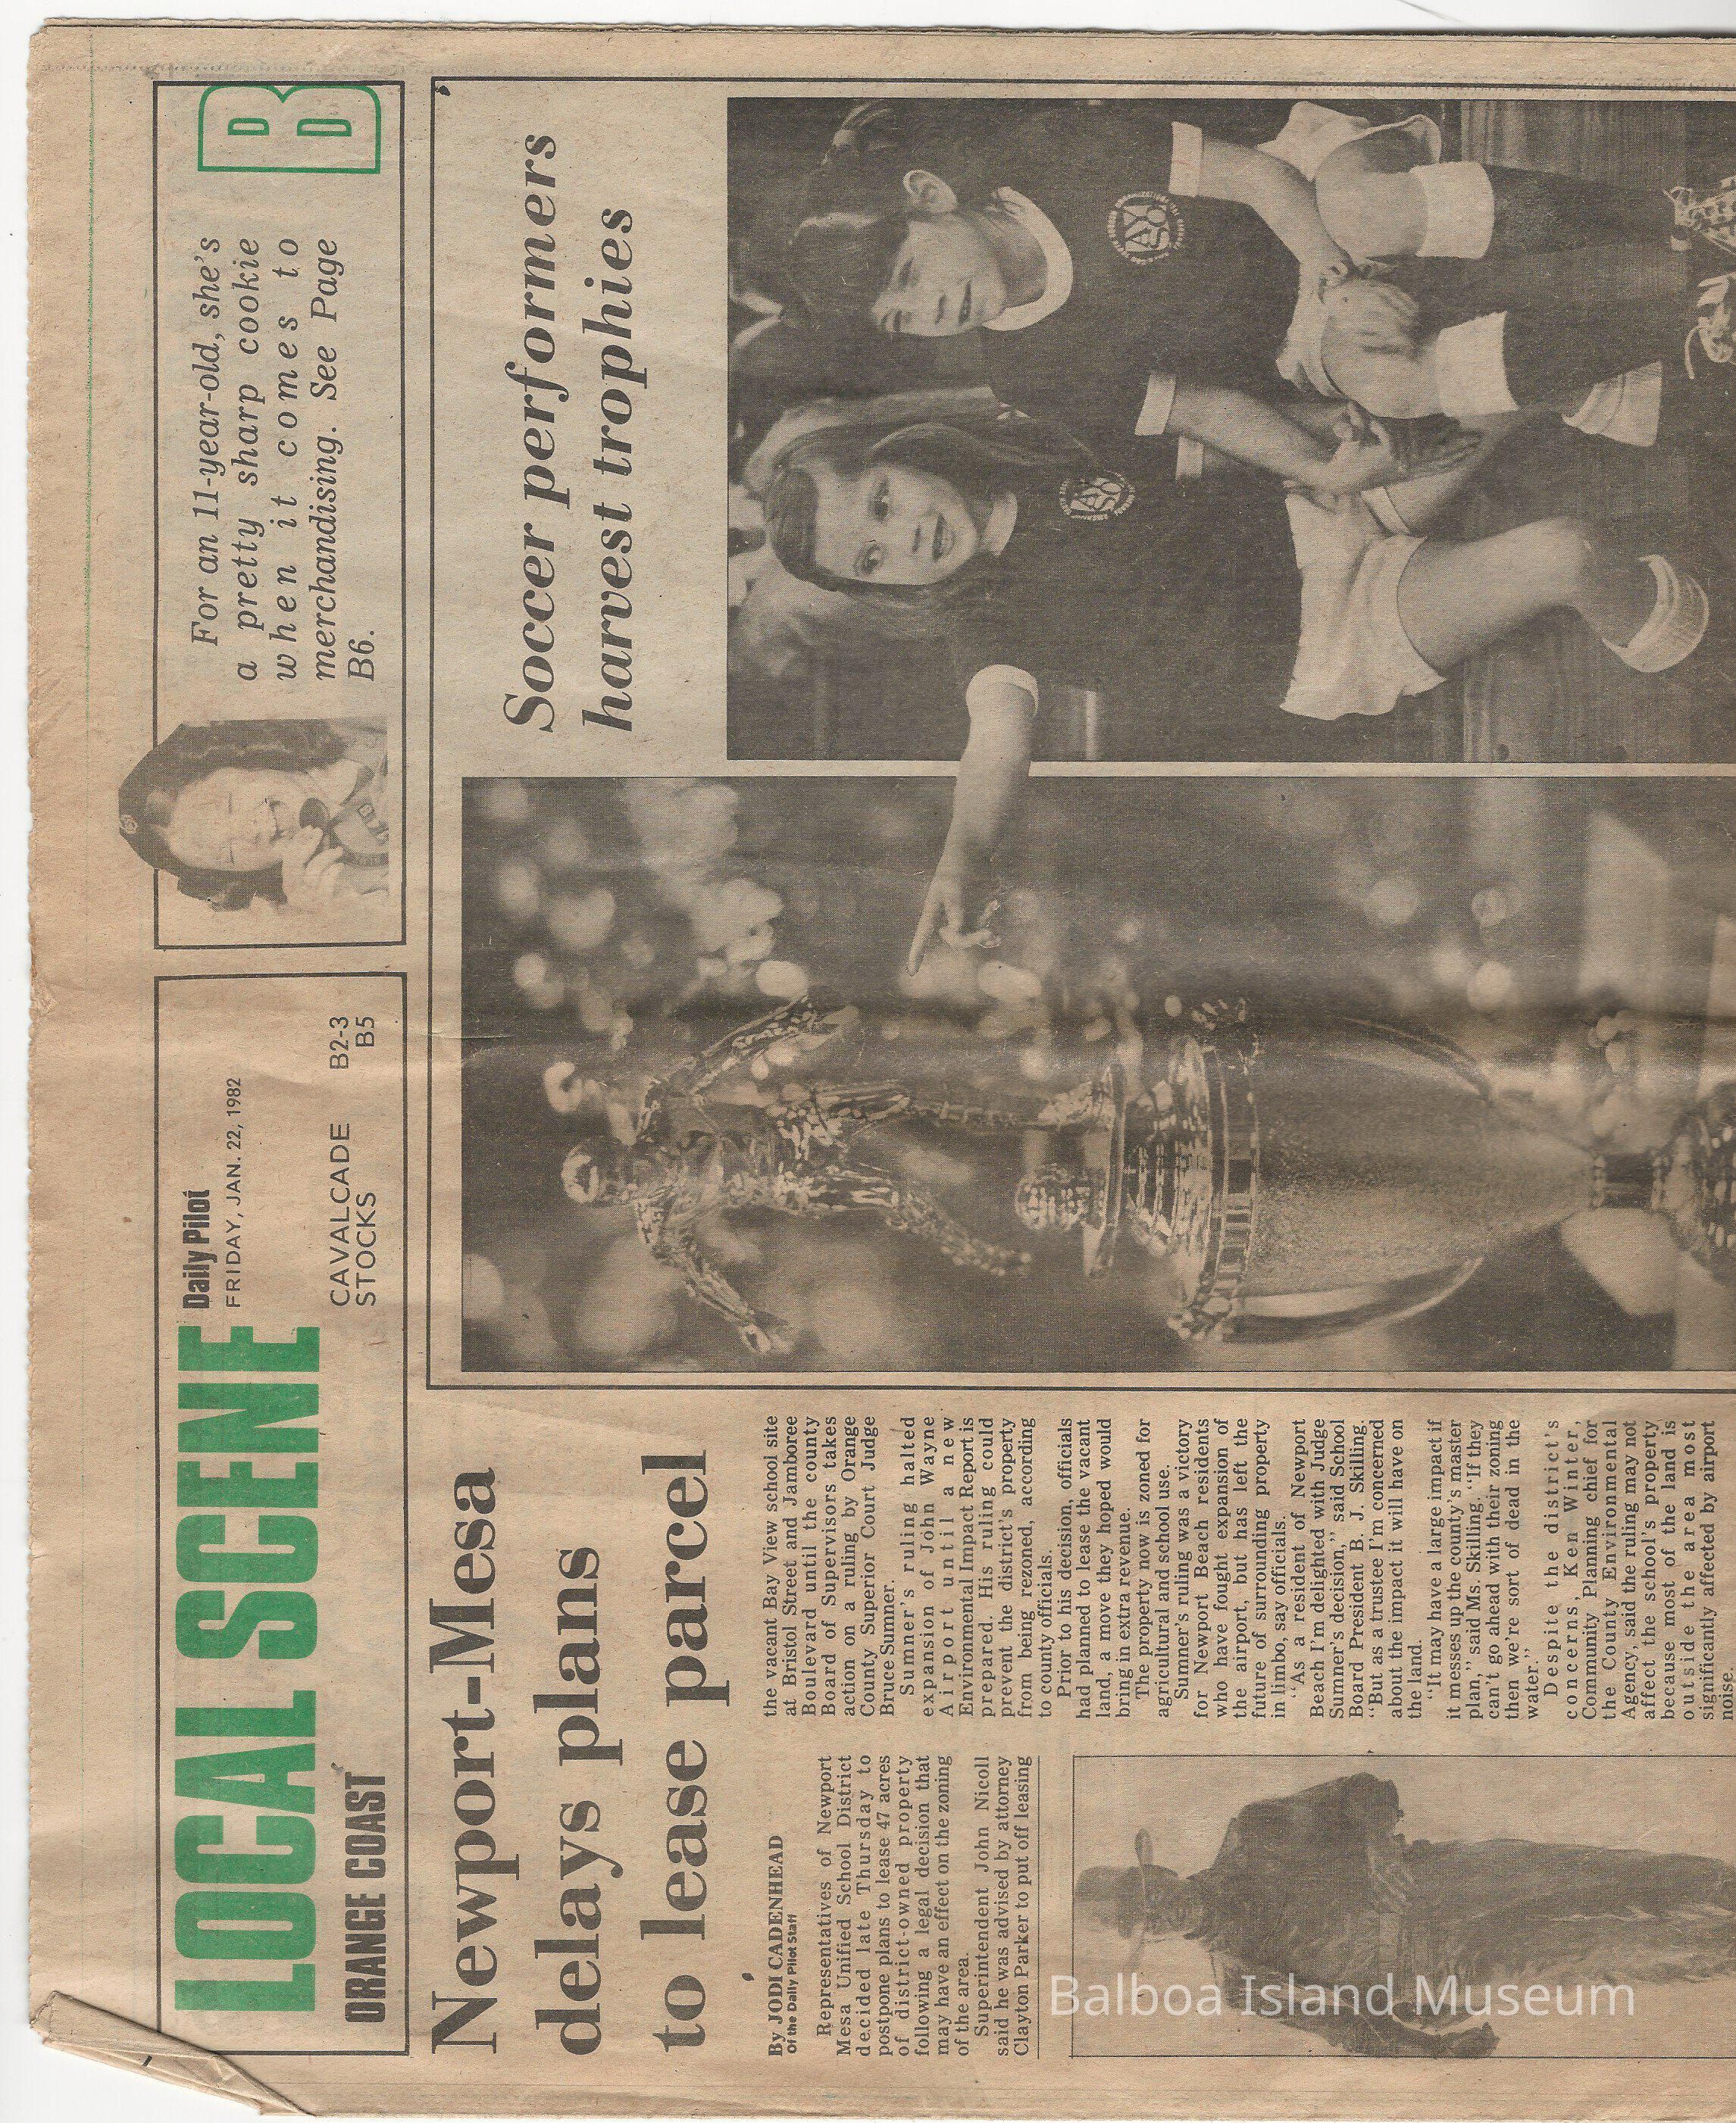 LOCAL SCENE
ORANGE COAST
Daily Pilot
FRIDAY, JAN. 22, 1982
CAVALCADE B2-3
STOCKS B5
For an 11-year-old, she's
a pretty sharp cookie
when it comes to
merchandising. See Page
B6.
B
Newport-Mesa
delays plans
to lease parcel
By JODI CADENHEAD
Of the Daily Pilot Staff
Representatives of Newport
Mesa Unified School District
decided late Thursday to
postpone plans to lease 47 acres
of district-owned property
following a legal decision that
may have an effect on the zoning
of the area.
Superintendent John Nicoll
said he was advised by attorney
Clayton Parker to put off leasing
the vacant Bay View school site
at Bristol Street and Jamboree
Boulevard until the county
Board of Supervisors takes
action on a ruling by Orange
County Superior Court Judge
Bruce Sumner.
Sumner's ruling halted
expansion of John Wayne
Airport until a new
Environmental Impact Report is
prepared. His ruling could
prevent the district's property
from being rezoned, according
to county officials.
Prior to his decision, officials
had planned to lease the vacant
land, a move they hoped would
bring in extra revenue.
The property now is zoned for
agricultural and school use.
Sumner's ruling was a victory
for Newport Beach residents
who have fought expansion of
the airport, but has left the
future of surrounding property
in limbo, say officials.
"As a resident of Newport
Beach I'm delighted with Judge
Sumner's decision," said School
Board President B. J. Skilling.
"But as a trustee I'm concerned
about the impact it will have on
the land.
"It may have a large impact if
it messes up the county's master
plan," said Ms. Skilling. "If they
can't go ahead with their zoning
then we're sort of dead in the
water."
Despite the district's
concerns, Ken Winter,
Community Planning chief for
the County Environmental
Agency, said the ruling may not
affect the school's property
because most of the land is
outside the area most
significantly affected by airport
noise.
Soccer performers
harvest trophies
AYSO
AYSO
Balboa Island Museum